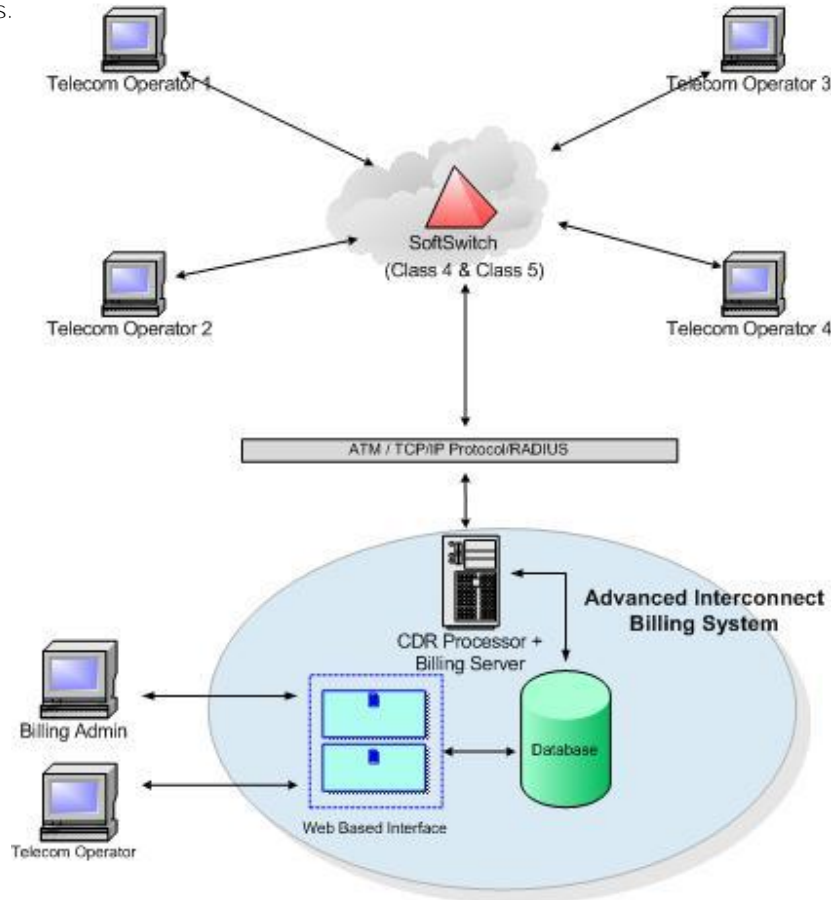 s.
Telecom Operator 1
Telecom Operator 3
SoftSwitch
(Class 4 & Class 5)
Telecom Operator 2
Telecom Operator 4
ATM / TCP/IP Protocol/RADIUS
Advanced Interconnect
Billing System
CDR Processor +
Billing Server
Billing Admin
Database
Web Based Interface
Telecom Operator